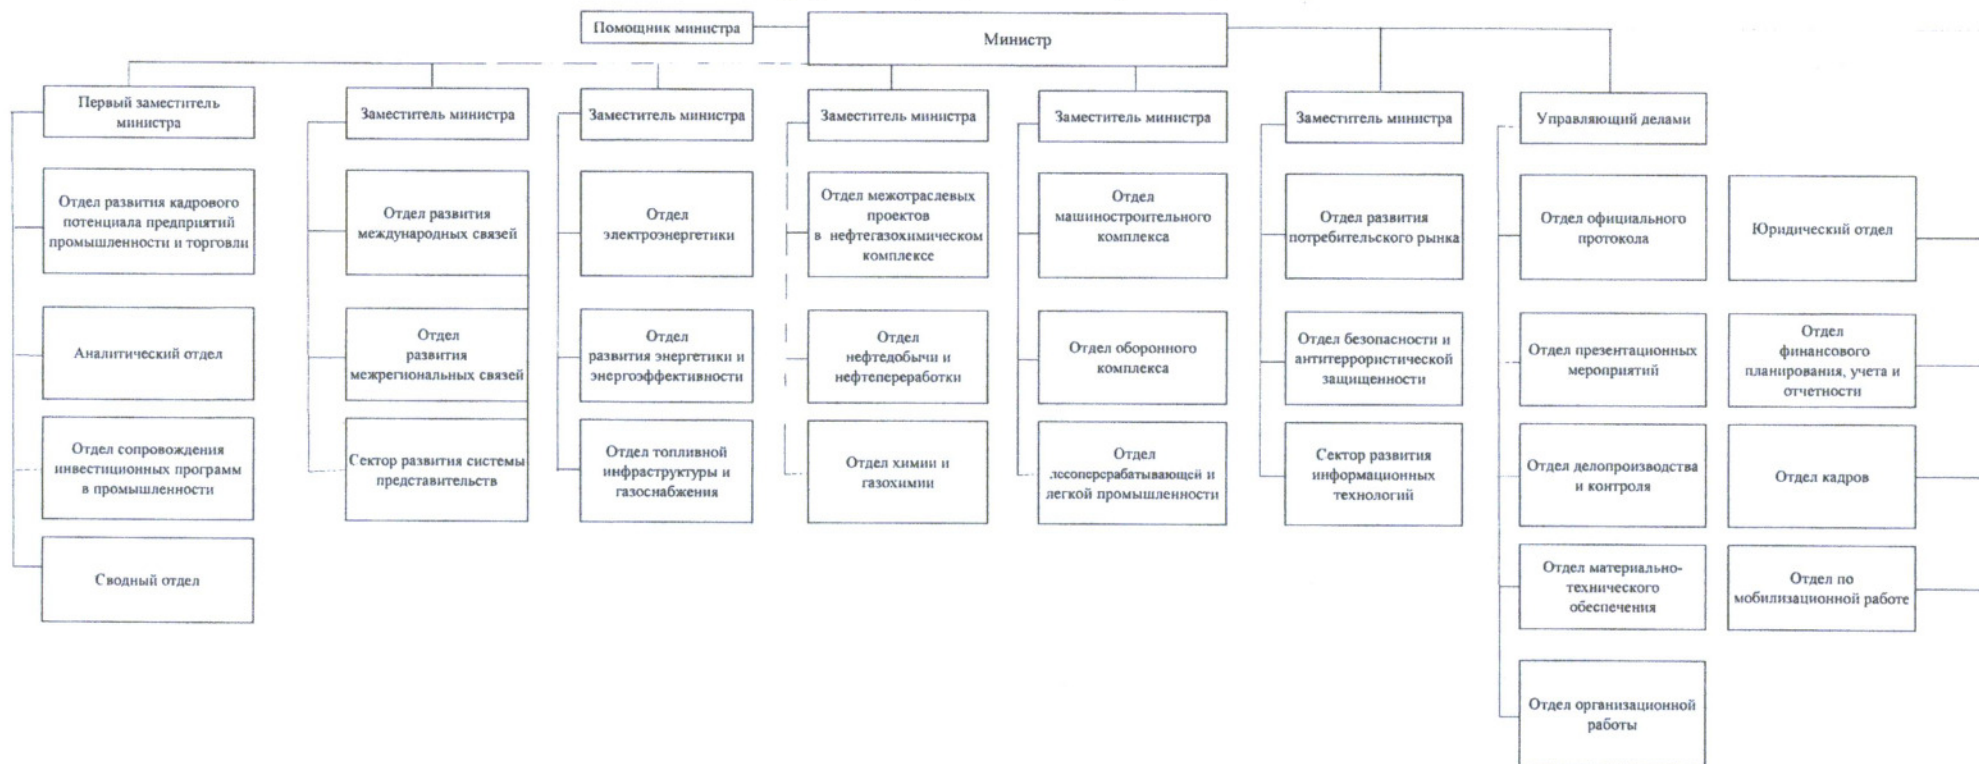 Помощник министра
Министр
Первый заместитель
министра
Заместитель министра
Заместитель министра
Заместитель министра
Заместитель министра
Заместитель министра
Управляющий делами
Отдел развития кадрового
потенциала предприятий
промышленности и торговли
Отдел развития
международных связей
Отдел
электроэнергетики
Отдел межотраслевых
проектов
в нефтегазохимическом
комплексе
Отдел
машиностроительного
комплекса
Отдел развития
потребительского рынка
Отдел официального
протокола
Юридический отдел
Аналитический отдел
Отдел
развития
межрегиональных связей
Отдел
развития энергетики и
энергоэффективности
Отдел
нефтедобычи и
нефтепереработки
Отдел оборонного
комплекса
Отдел безопасности и
антитеррористической
защищенности
Отдел презентационных
мероприятий
Отдел
финансового
планирования, учета и
отчетности
Отдел сопровождения
инвестиционных программ
в промышленности
Сектор развития системы
представительств
Отдел топливной
инфраструктуры и
газоснабжения
Отдел химии и
газохимии
Отдел
лесоперерабатывающей и
легкой промышленности
Сектор развития
информационных
технологий
Отдел делопроизводства
и контроля
Отдел кадров
Сводный отдел
Отдел материально-
технического
обеспечения
Отдел по
мобилизационной работе
Отдел организационной
работы